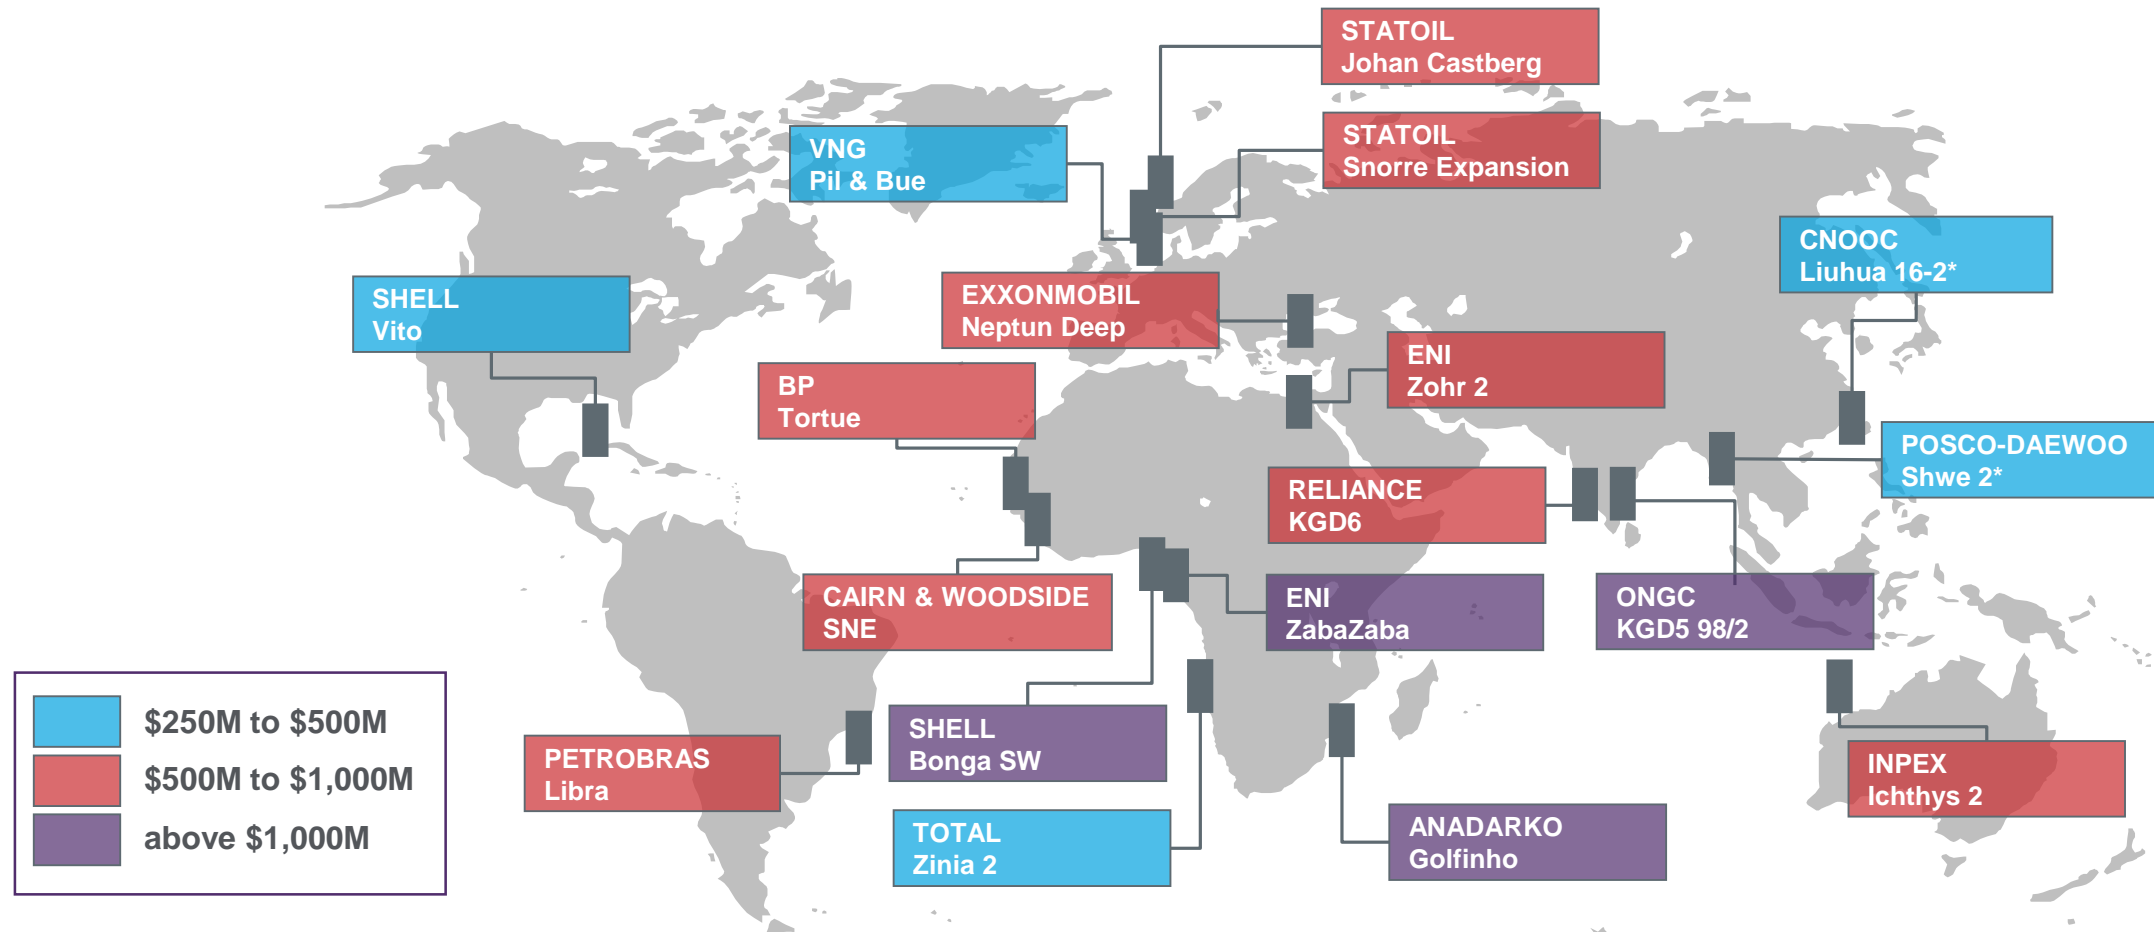 STATOIL
Johan Castberg
STATOIL
Snorre Expansion
VNG
Pil & Bue
CNOOC
Liuhua 16-2*
SHELL
Vito
EXXONMOBIL
Neptun Deep
ENI
Zohr 2
BP
Tortue
POSCO-DAEWOO
Shwe 2*
RELIANCE
KGD6
CAIRN & WOODSIDE
SNE
ENI
ZabaZaba
ONGC
KGD5 98/2
SHELL
Bonga SW
PETROBRAS
Libra
INPEX
Ichthys 2
TOTAL
Zinia 2
ANADARKO
Golfinho
$250M to $500M
$500M to $1,000M
above $1,000M